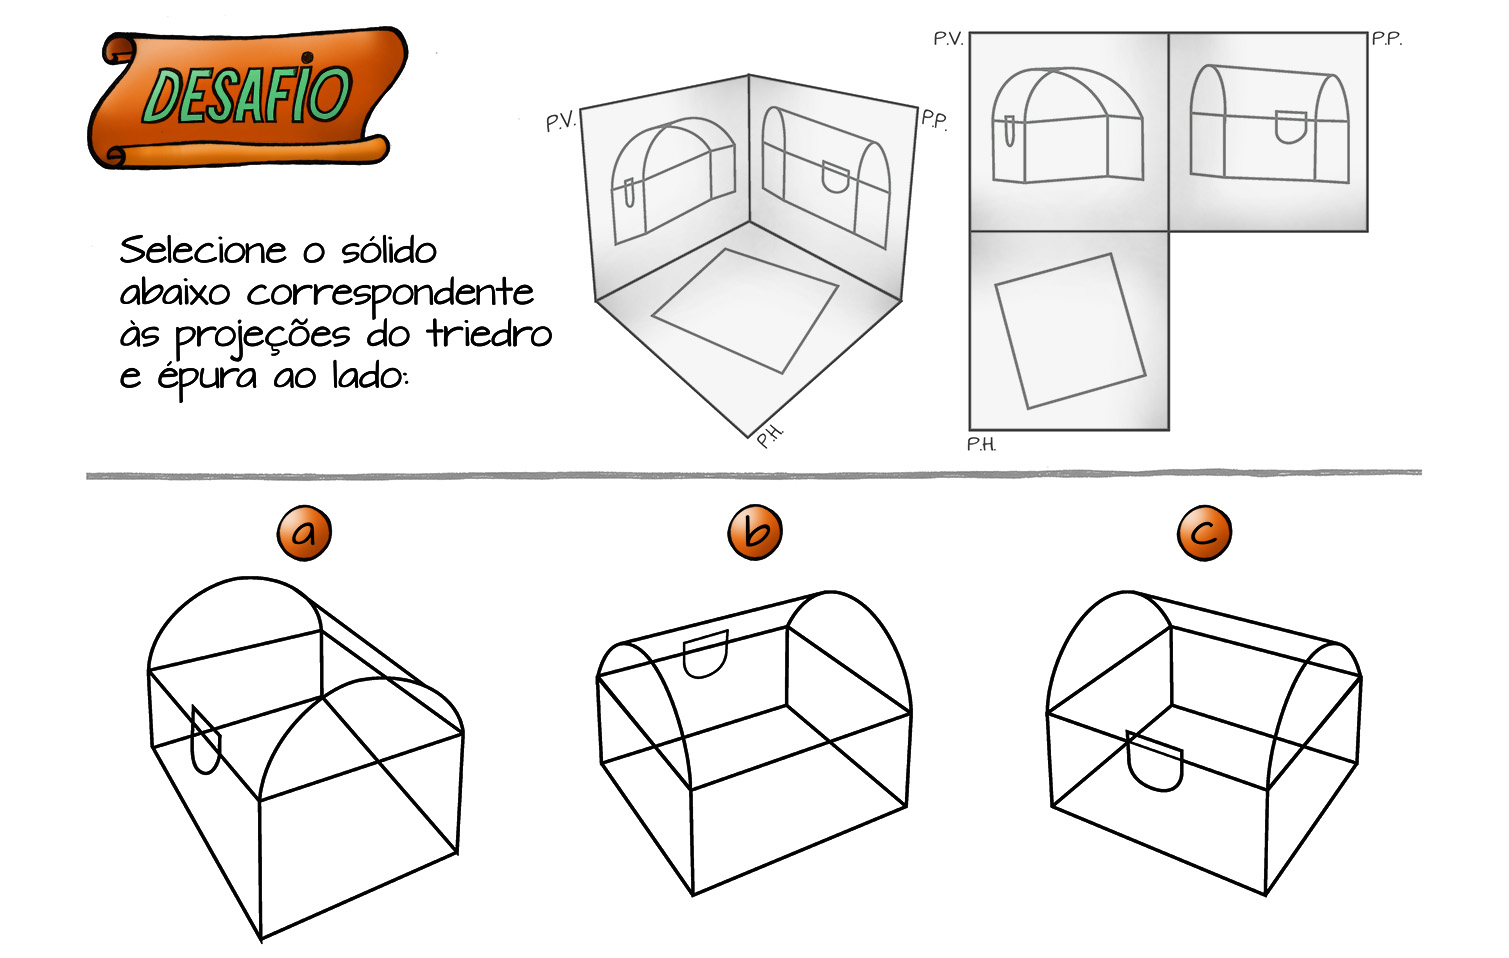 DESAFIO
Selecione o sólido
abaixo correspondente
às projeções do triedro
e épura ao lado:
P.V.
P.P.
P.H.
P.V.
P.P.
P.H.
a
b
c